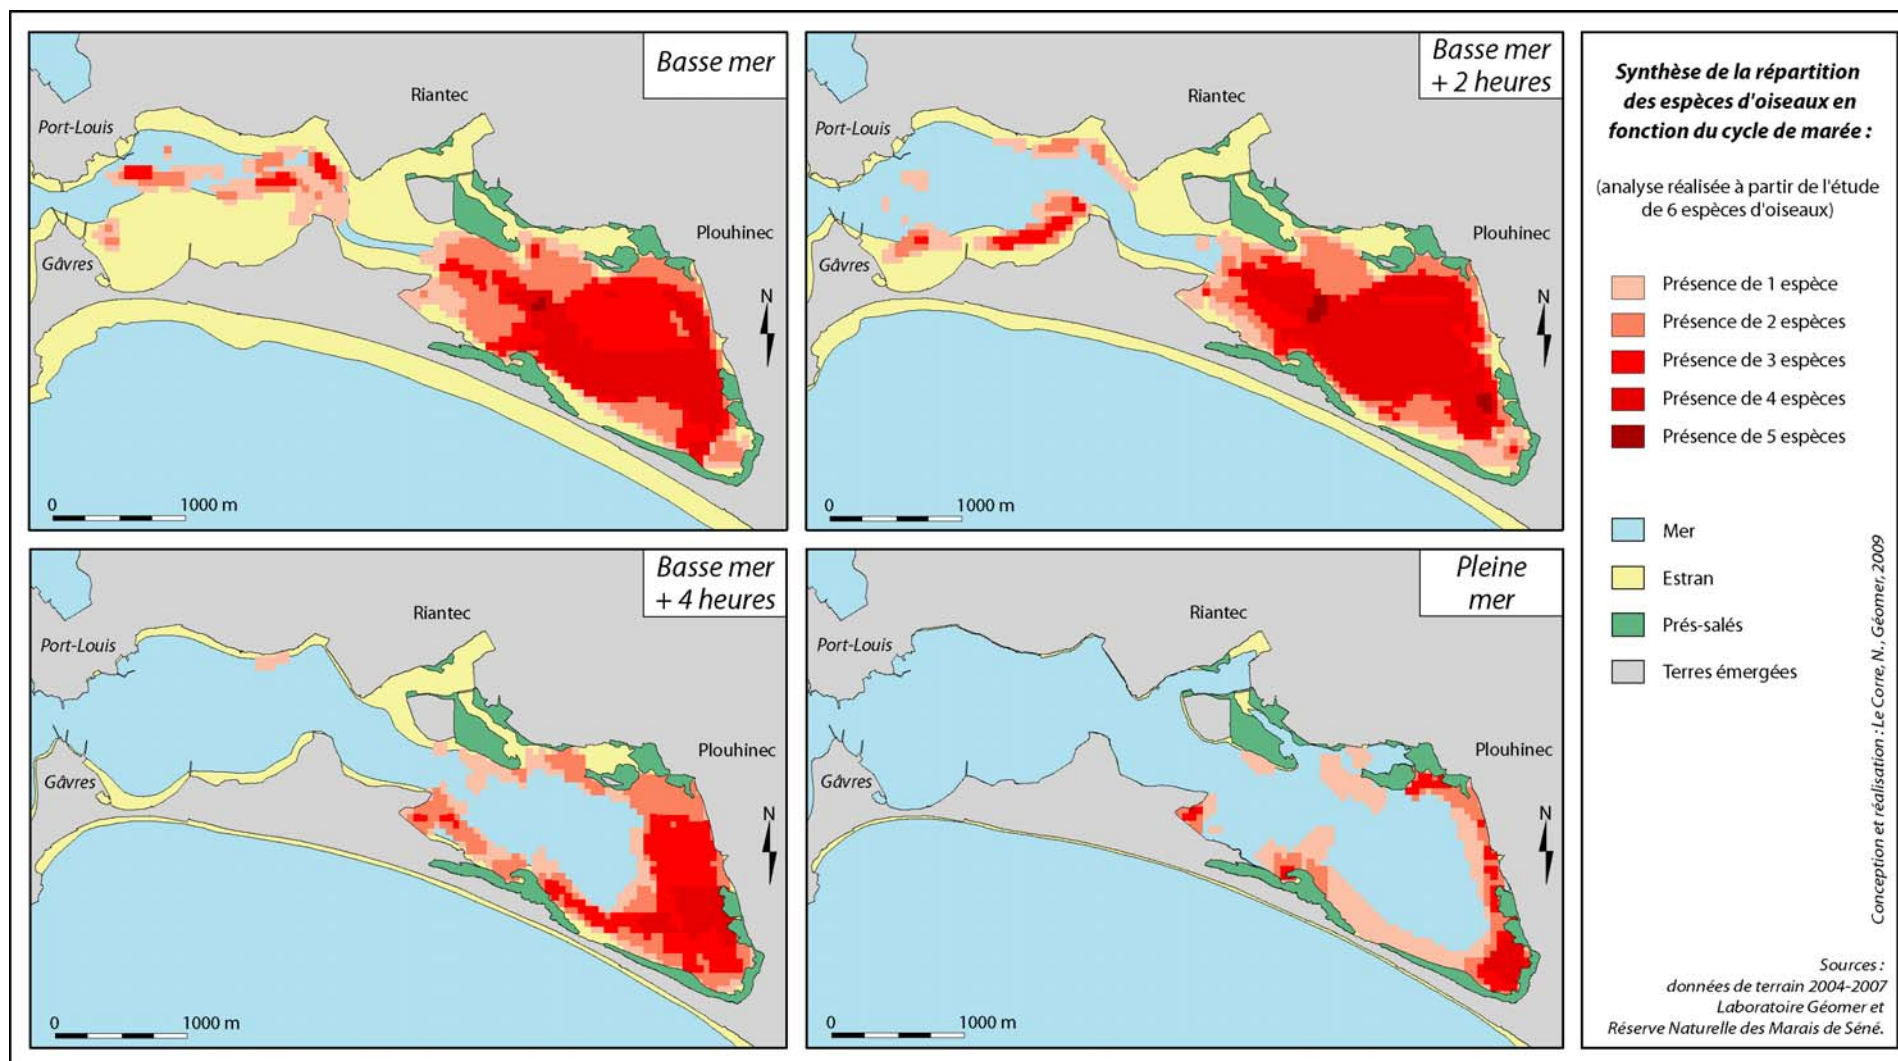 Basse mer
Riantec
Port-Louis
Plouhinec
Gâvres
N
0 1000 m
Basse mer
+ 2 heures
Riantec
Port-Louis
Plouhinec
Gâvres
N
0 1000 m
Basse mer
+ 4 heures
Riantec
Port-Louis
Plouhinec
Gâvres
N
0 1000 m
Pleine
mer
Riantec
Port-Louis
Plouhinec
Gâvres
N
0 1000 m
Synthèse de la répartition
des espèces d'oiseaux en
fonction du cycle de marée :
(analyse réalisée à partir de l'étude
de 6 espèces d'oiseaux)
Présence de 1 espèce
Présence de 2 espèces
Présence de 3 espèces
Présence de 4 espèces
Présence de 5 espèces
Mer
Estran
Prés-salés
Terres émergées
Conception et réalisation : Le Corre, N., Géomer, 2009
Sources :
données de terrain 2004-2007
Laboratoire Géomer et
Réserve Naturelle des Marais de Séné.